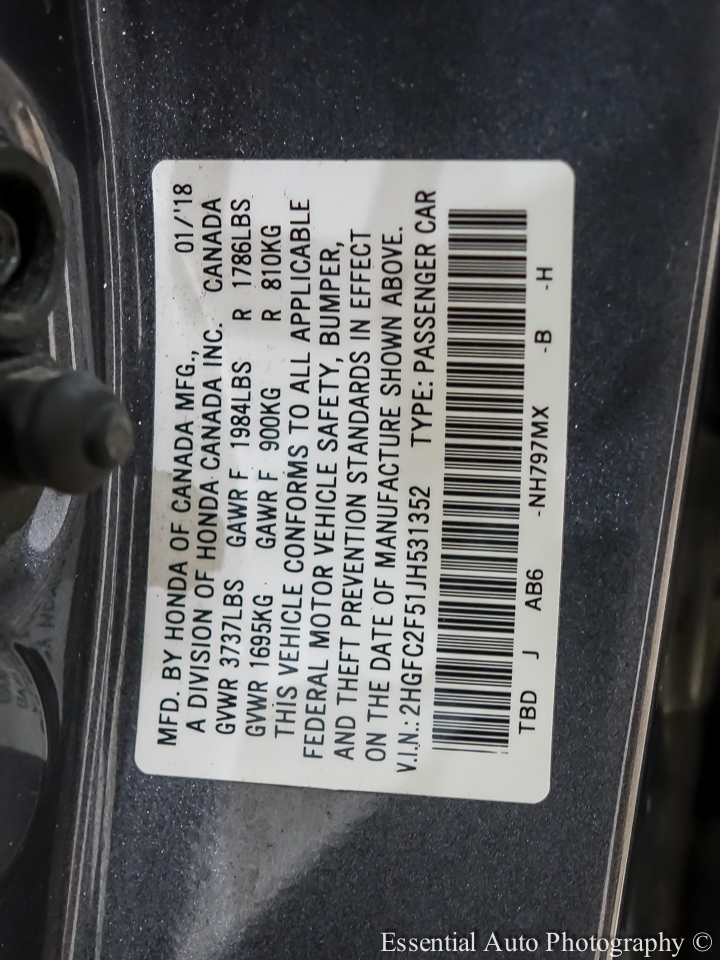 MFD. BY HONDA OF CANADA MFG., 01/'18
A DIVISION OF HONDA CANADA INC. CANADA
GVWR 3737LBS GAWR F 1984LBS R 1786LBS
GVWR 1695KG GAWR F 900KG R 810KG
THIS VEHICLE CONFORMS TO ALL APPLICABLE
FEDERAL MOTOR VEHICLE SAFETY, BUMPER,
AND THEFT PREVENTION STANDARDS IN EFFECT
ON THE DATE OF MANUFACTURE SHOWN ABOVE.
V.I.N.: 2HGFC2F51JH531352 TYPE: PASSENGER CAR
TBD J AB6 -NH797MX -B -H
Essential Auto Photography ©